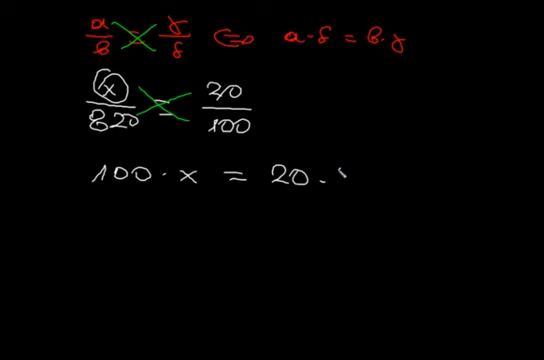 α/β = γ/δ ⇔ α·δ = β·γ
x/820 = 20/100
100 · x = 20 ·